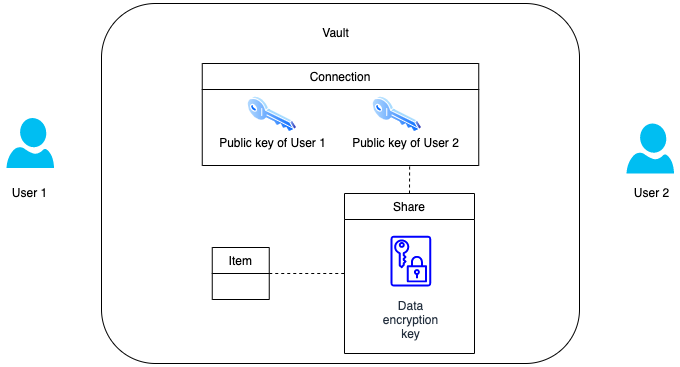 Vault
Connection
Public key of User 1
Public key of User 2
User 1
User 2
Share
Item
Data
encryption
key